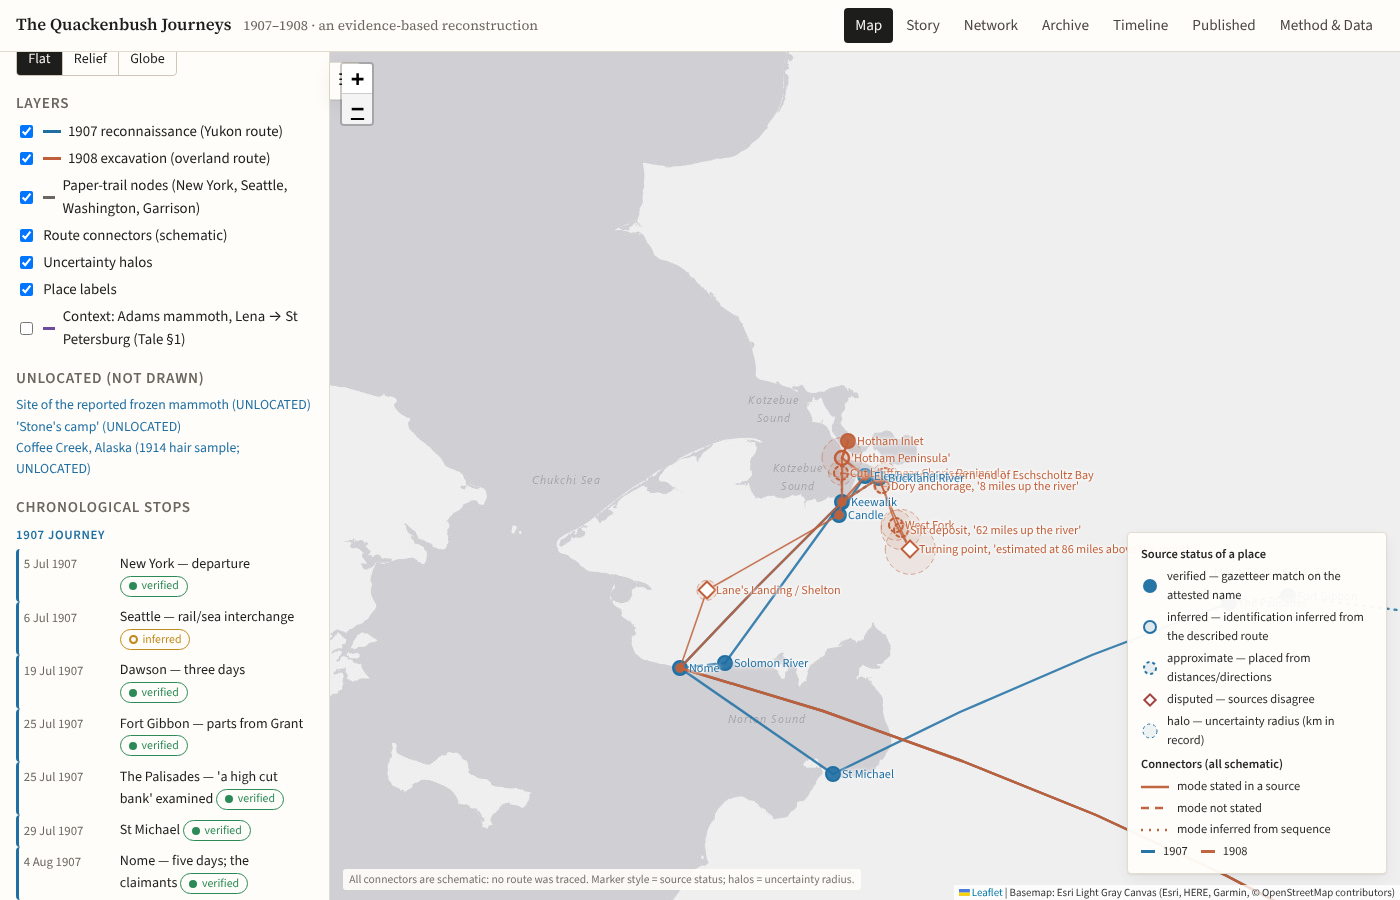 The Quackenbush Journeys 1907–1908 · an evidence-based reconstruction
Map Story Network Archive Timeline Published Method & Data
Flat Relief Globe
LAYERS
1907 reconnaissance (Yukon route)
1908 excavation (overland route)
Paper-trail nodes (New York, Seattle,
Washington, Garrison)
Route connectors (schematic)
Uncertainty halos
Place labels
Context: Adams mammoth, Lena → St
Petersburg (Tale §1)
UNLOCATED (NOT DRAWN)
Site of the reported frozen mammoth (UNLOCATED)
'Stone's camp' (UNLOCATED)
Coffee Creek, Alaska (1914 hair sample;
UNLOCATED)
CHRONOLOGICAL STOPS
1907 JOURNEY
5 Jul 1907 New York — departure
verified
6 Jul 1907 Seattle — rail/sea interchange
inferred
19 Jul 1907 Dawson — three days
verified
25 Jul 1907 Fort Gibbon — parts from Grant
verified
25 Jul 1907 The Palisades — 'a high cut
bank' examined verified
29 Jul 1907 St Michael verified
4 Aug 1907 Nome — five days; the
claimants verified
+
−
Kotzebue
Sound
Hotham Inlet
'Hotham Peninsula'
Kotzebue
Sound
end of Eschscholtz Bay
Buckland River
Dory anchorage, '8 miles up the river'
Chukchi Sea
Keewalik
Candle
West Fork
Silt deposit, '62 miles up the river'
Turning point, 'estimated at 86 miles abov
Lane's Landing / Shelton
Nome
Solomon River
Norton Sound
St Michael
Source status of a place
verified — gazetteer match on the
attested name
inferred — identification inferred from
the described route
approximate — placed from
distances/directions
disputed — sources disagree
halo — uncertainty radius (km in
record)
Connectors (all schematic)
mode stated in a source
mode not stated
mode inferred from sequence
1907 1908
All connectors are schematic: no route was traced. Marker style = source status; halos = uncertainty radius.
Leaflet | Basemap: Esri Light Gray Canvas (Esri, HERE, Garmin, © OpenStreetMap contributors)